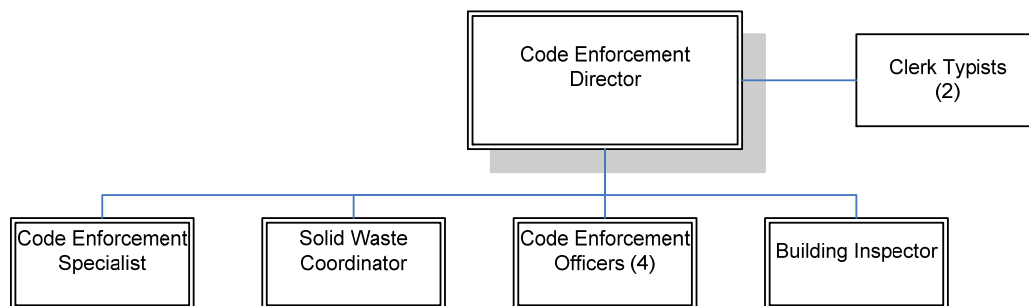 Code Enforcement
Director
Clerk Typists
(2)
Code Enforcement
Specialist
Solid Waste
Coordinator
Code Enforcement
Officers (4)
Building Inspector